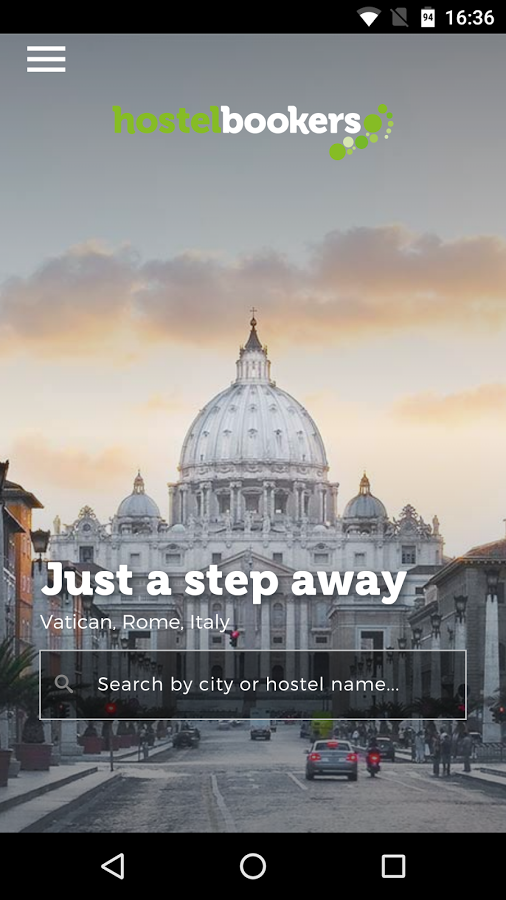 94 16:36
hostelbookers
Just a step away
Vatican, Rome, Italy
Search by city or hostel name...